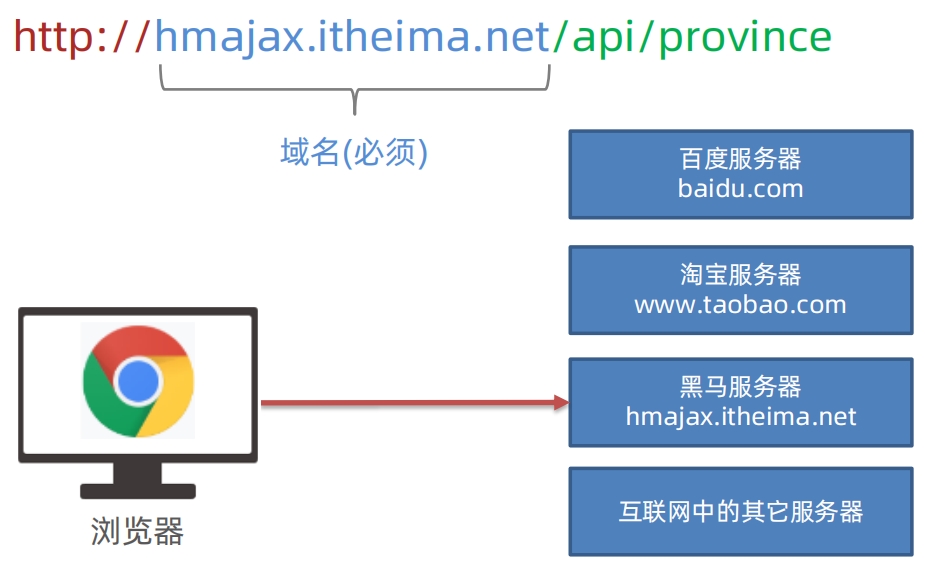 http://hmajax.itheima.net/api/province
域名(必须)
百度服务器
baidu.com
淘宝服务器
www.taobao.com
黑马服务器
hmajax.itheima.net
互联网中的其它服务器
浏览器